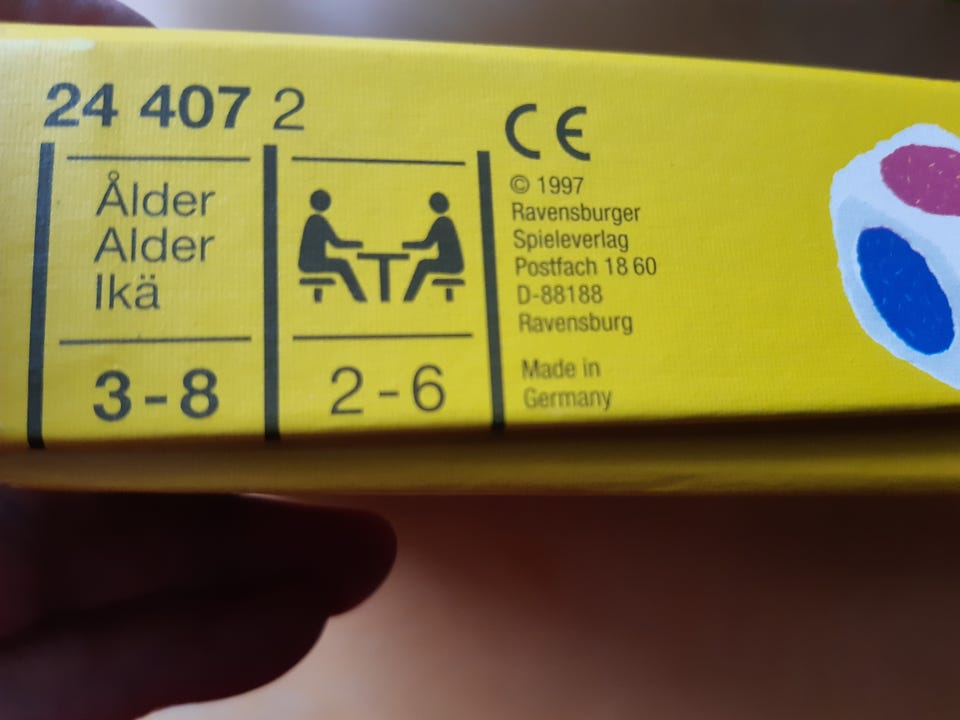 24 407 2
Ålder
Alder
Ikä
3-8
2-6
CE
© 1997
Ravensburger
Spieleverlag
Postfach 18 60
D-88188
Ravensburg
Made in
Germany